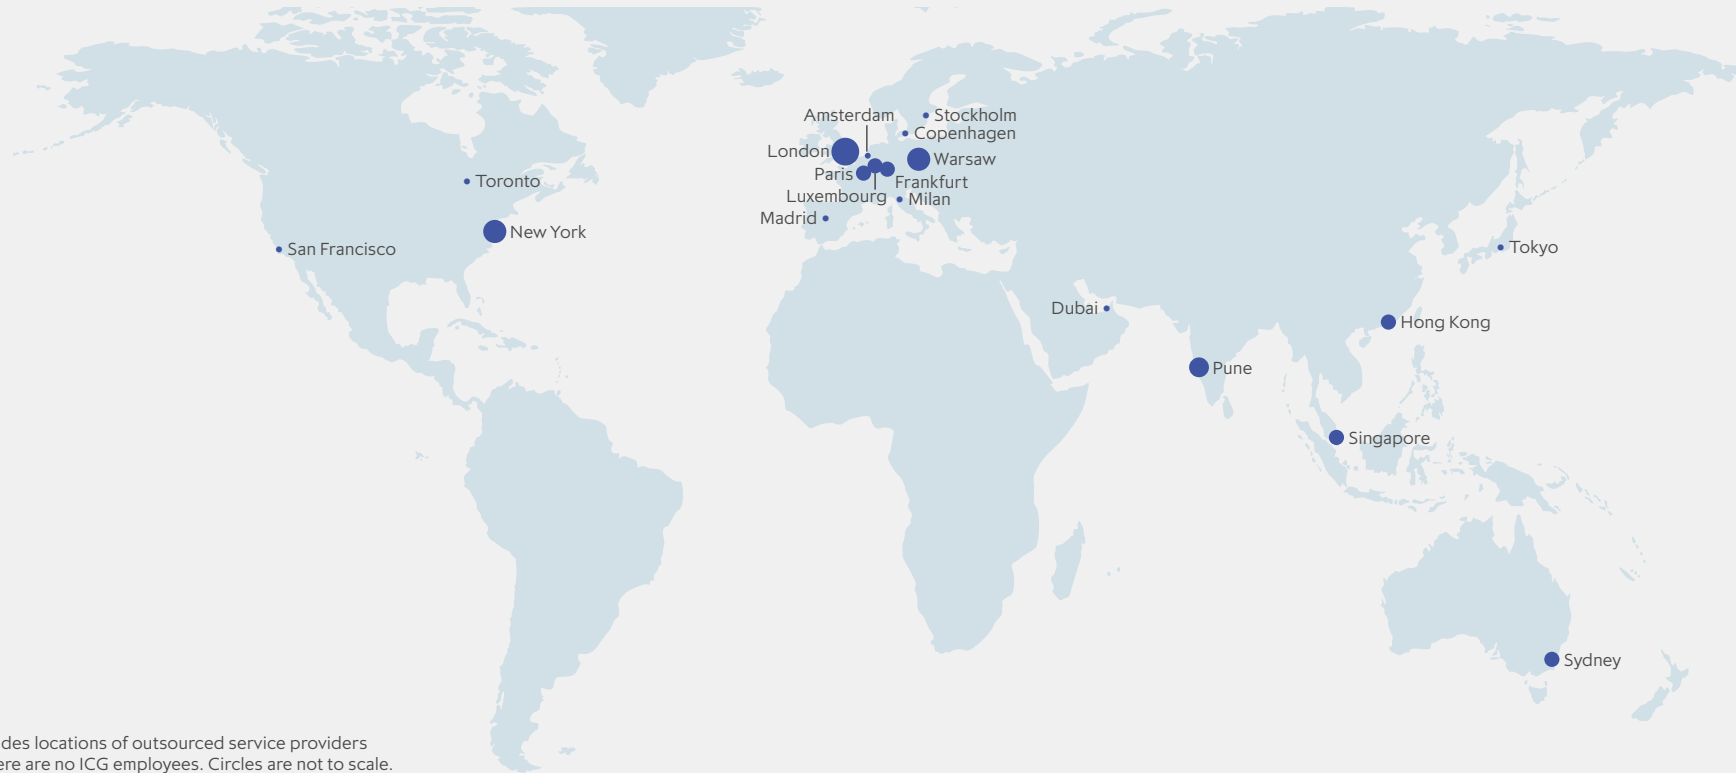 Amsterdam
Stockholm
Copenhagen
London
Warsaw
Paris
Frankfurt
Luxembourg
Milan
Madrid
Toronto
New York
San Francisco
Tokyo
Dubai
Hong Kong
Pune
Singapore
Sydney
des locations of outsourced service providers
ere are no ICG employees. Circles are not to scale.